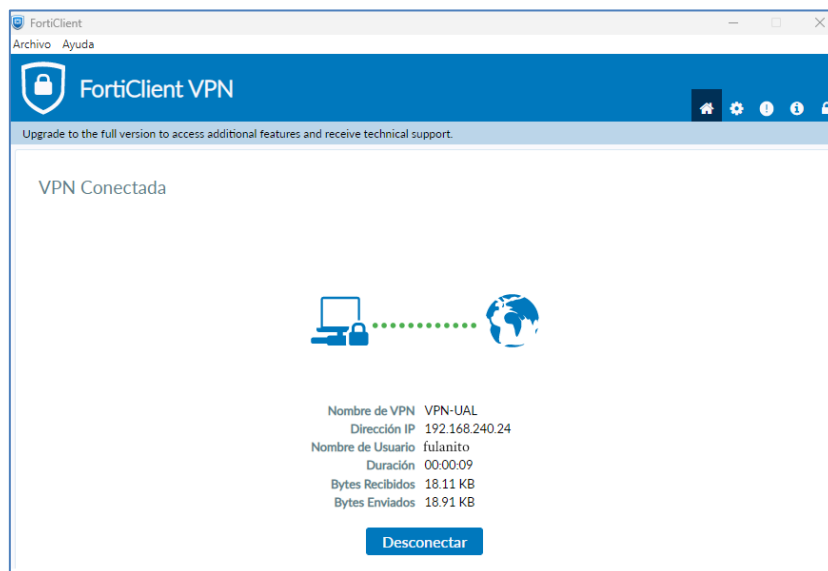 FortiClient
Archivo Ayuda
FortiClient VPN
Upgrade to the full version to access additional features and receive technical support.
VPN Conectada
Nombre de VPN VPN-UAL
Dirección IP 192.168.240.24
Nombre de Usuario fulanito
Duración 00:00:09
Bytes Recibidos 18.11 KB
Bytes Enviados 18.91 KB
Desconectar